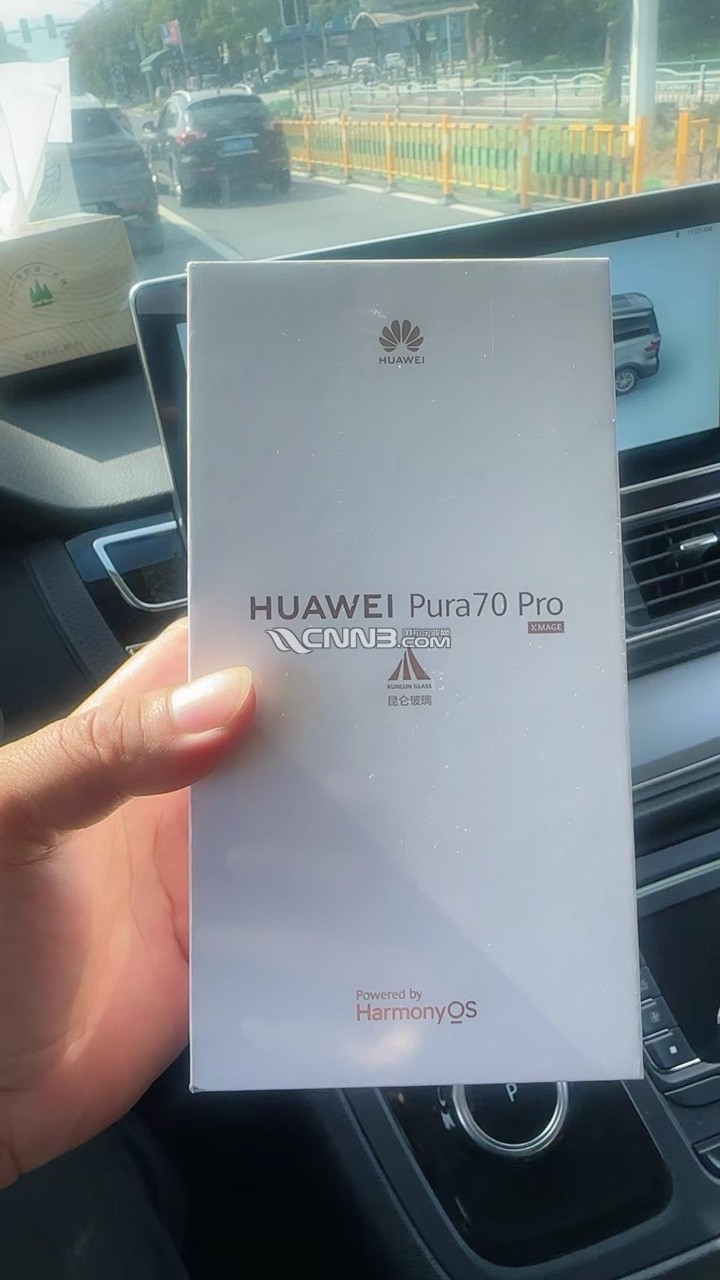 HUAWEI
HUAWEI Pura70 Pro
XMAGE
CNN3.COM
KUNLUN GLASS
昆仑玻璃
Powered by
HarmonyOS
P